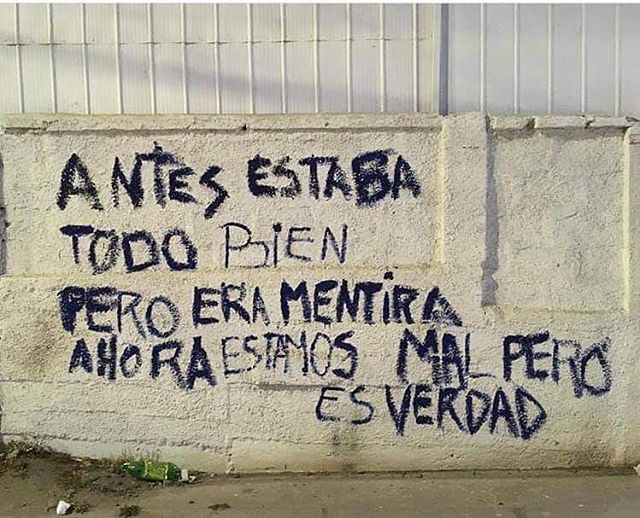 ANTES ESTABA
TODO BIEN
PERO ERA MENTIRA
AHORA ESTAMOS MAL PERO
ES VERDAD